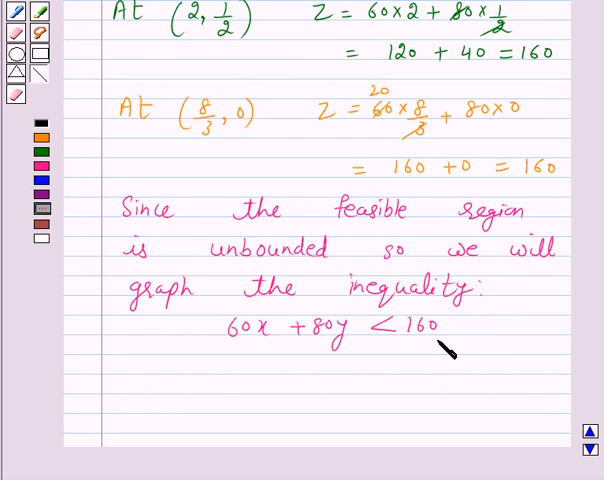 At (2, 1/2) Z = 60×2 + 80×1/2
= 120 + 40 = 160
20
At (8/3, 0) Z = 60×8/3 + 80×0
= 160 +0 = 160
Since the feasible region
is unbounded so we will
graph the inequality:
60x +80y < 160